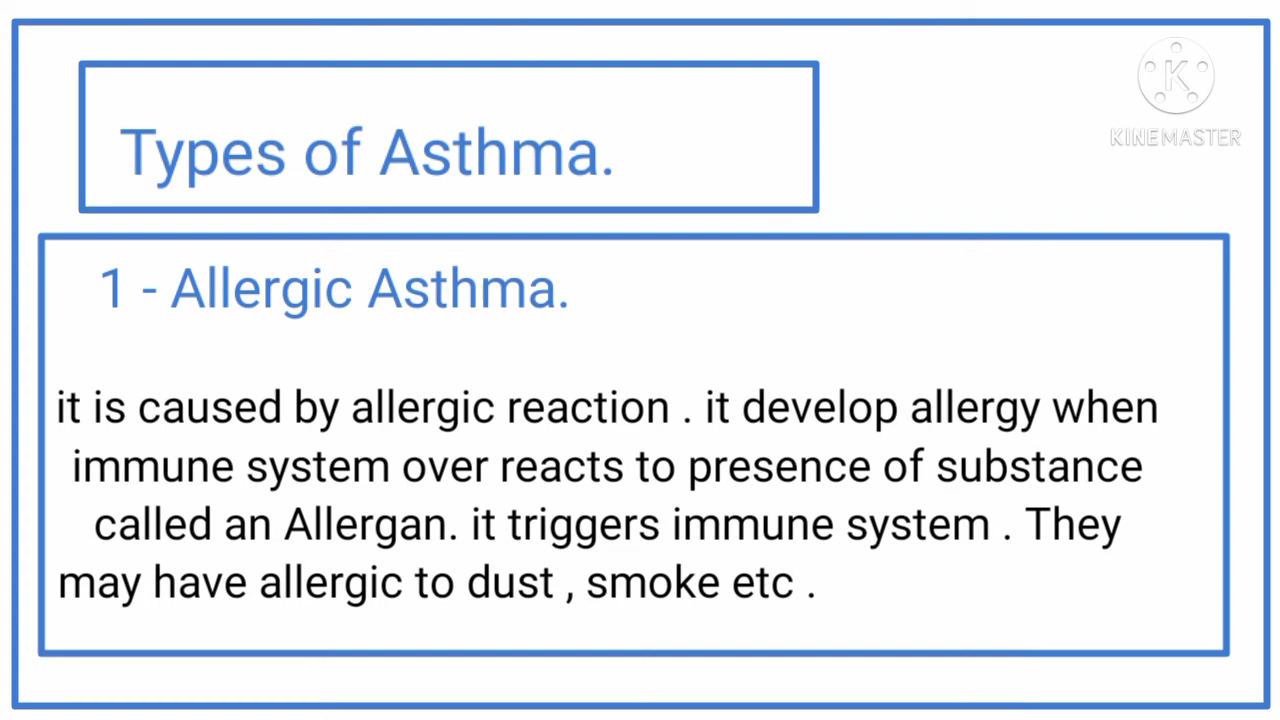 Types of Asthma.
K
KINEMASTER
1 - Allergic Asthma.
it is caused by allergic reaction . it develop allergy when
immune system over reacts to presence of substance
called an Allergan. it triggers immune system . They
may have allergic to dust , smoke etc .